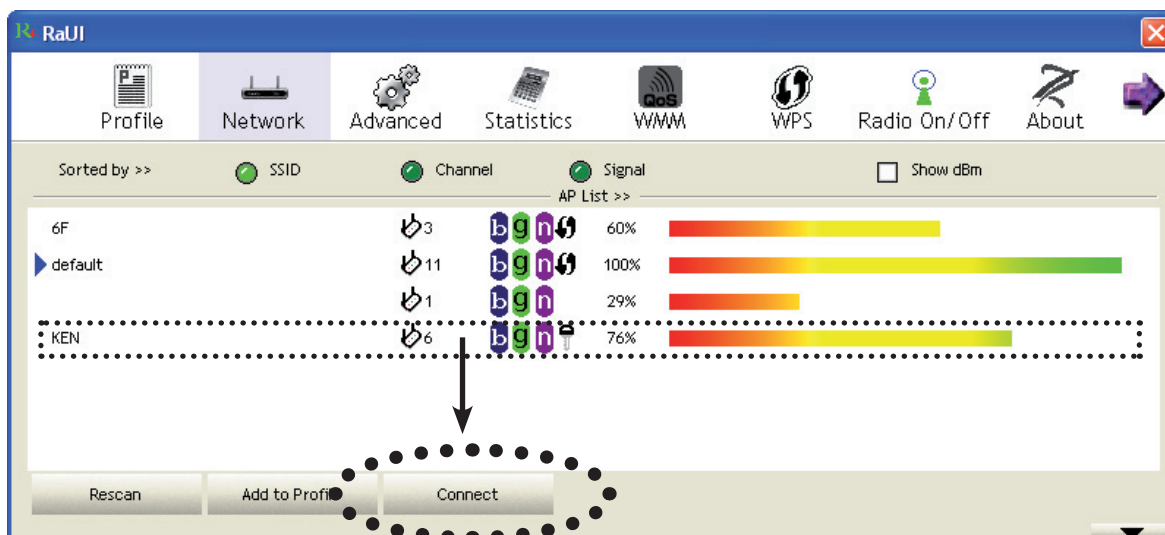 RaUI
Profile Network Advanced Statistics WMM WPS Radio On/Off About
P QoS
Sorted by >> SSID Channel Signal Show dBm
AP List >>
6F 3 b g n 60%
default 11 b g n 100%
1 b g n 29%
KEN 6 b g n 76%
Rescan Add to Profi Connect